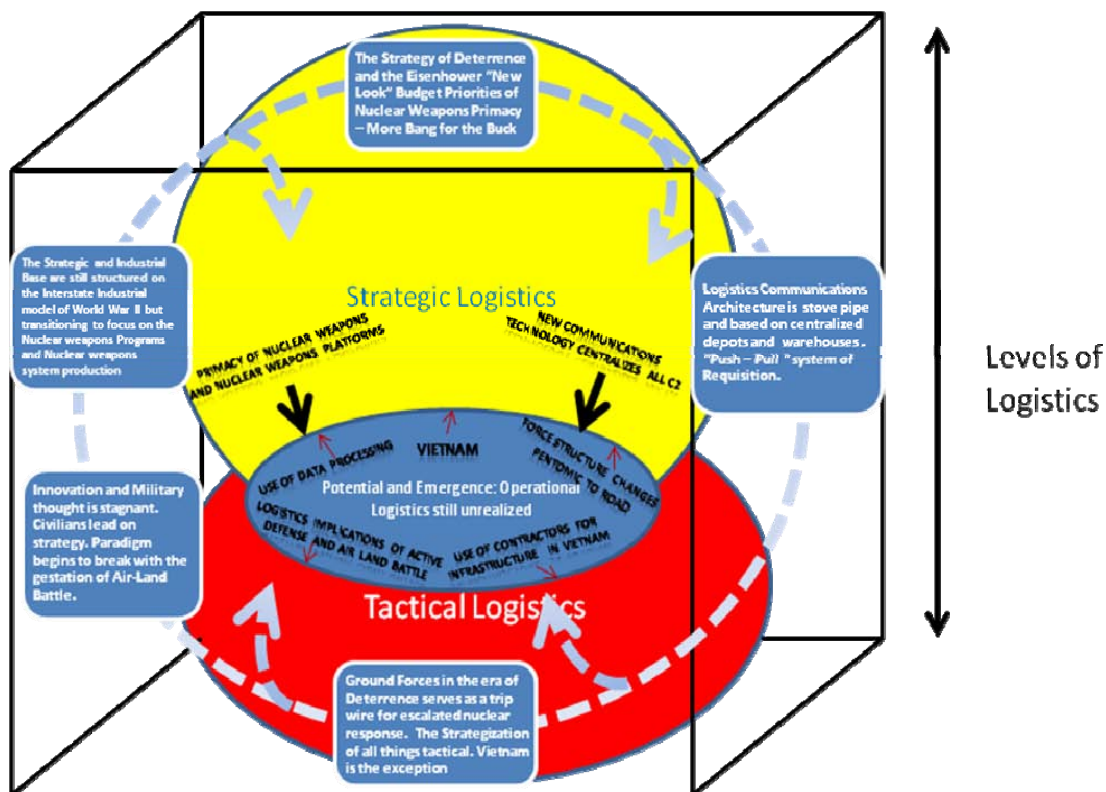 The Strategy of Deterrence
and the Eisenhower "New
Look" Budget Priorities of
Nuclear Weapons Primacy
– More Bang for the Buck
The Strategic and Industrial
Base are still structured on
the Interstate Industrial
model of World War II but
transitioning to focus on the
Nuclear weapons Programs
and Nuclear weapons
system production
Strategic Logistics
PRIMACY OF NUCLEAR WEAPONS
AND NUCLEAR WEAPONS PLATFORMS
NEW COMMUNICATIONS
TECHNOLOGY CENTRALIZES ALL C2
Logistics Communications
Architecture is stove pipe
and based on centralized
depots and warehouses.
"Push – Pull" system of
Requisition.
Levels of
Logistics
USE OF DATA PROCESSING
VIETNAM
FORCE STRUCTURE CHANGES
PENTOMIC TO ROAD
Potential and Emergence: Operational
Logistics still unrealized
LOGISTICS IMPLICATIONS OF ACTIVE
DEFENSE AND AIR LAND BATTLE
USE OF CONTRACTORS FOR
INFRASTRUCTURE IN VIETNAM
Innovation and Military
thought is stagnant.
Civilians lead on
strategy. Paradigm
begins to break with the
gestation of Air-Land
Battle.
Tactical Logistics
Ground Forces in the era of
Deterrence serves as a trip
wire for escalated nuclear
response. The Strategization
of all things tactical. Vietnam
is the exception